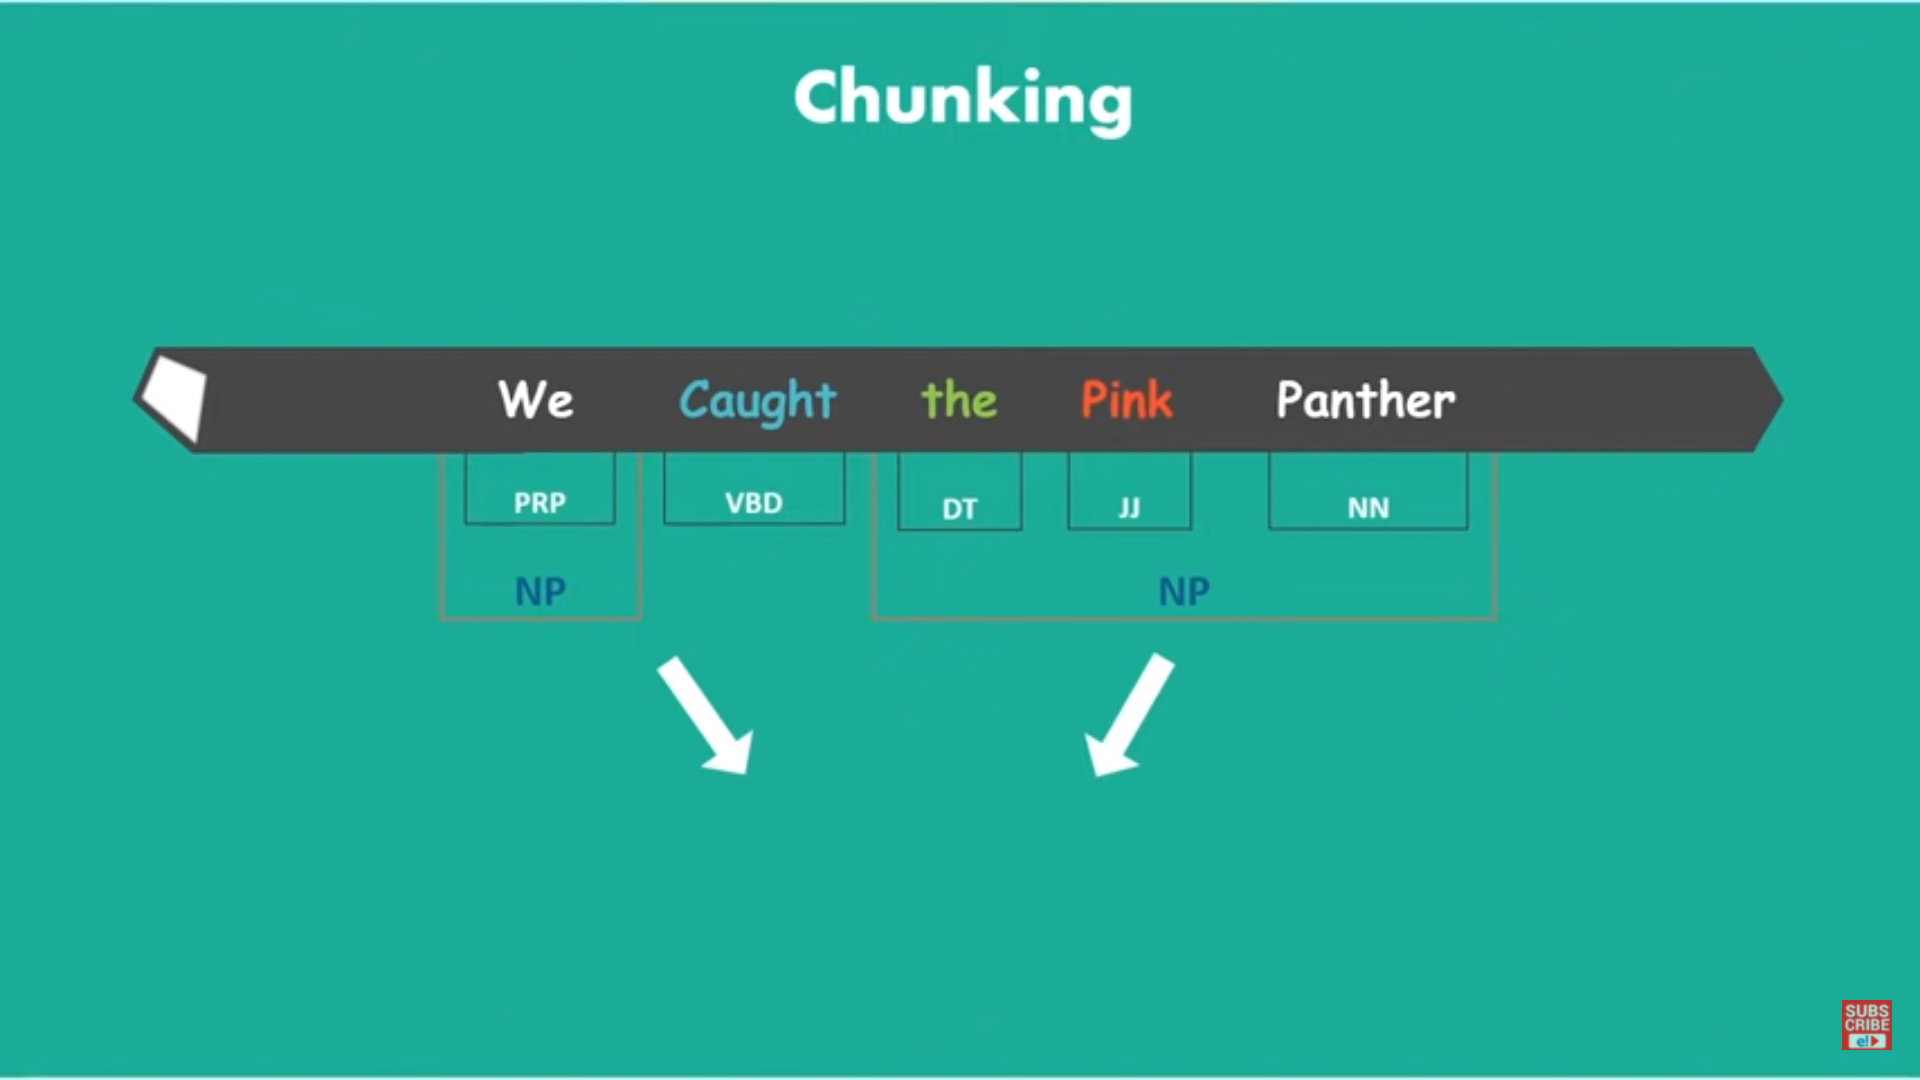 Chunking
We Caught the Pink Panther
PRP VBD DT JJ NN
NP NP
SUBS
CRIBE
e!